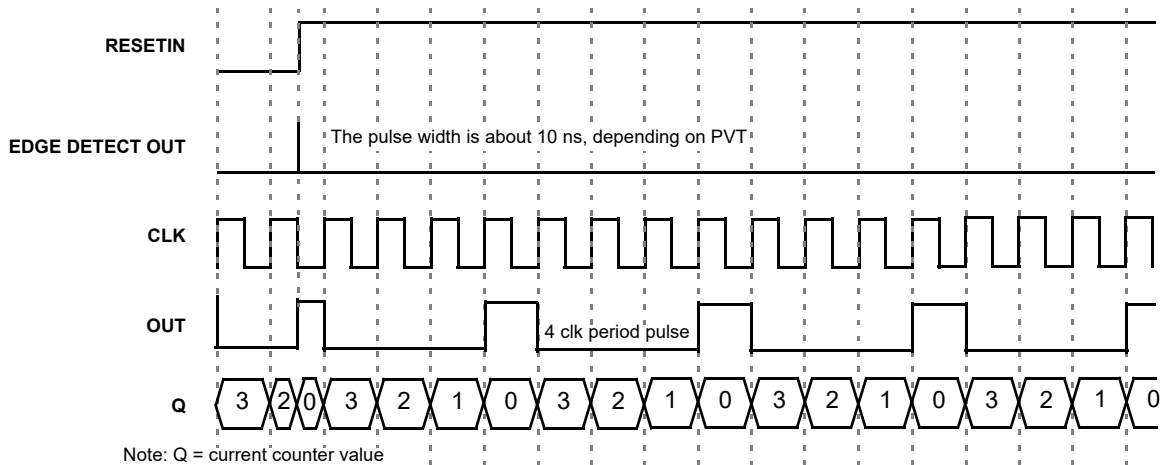 RESETIN
EDGE DETECT OUT
The pulse width is about 10 ns, depending on PVT
CLK
OUT
4 clk period pulse
Q
3 2 0 3 2 1 0 3 2 1 0 3 2 1 0 3 2 1 0
Note: Q = current counter value